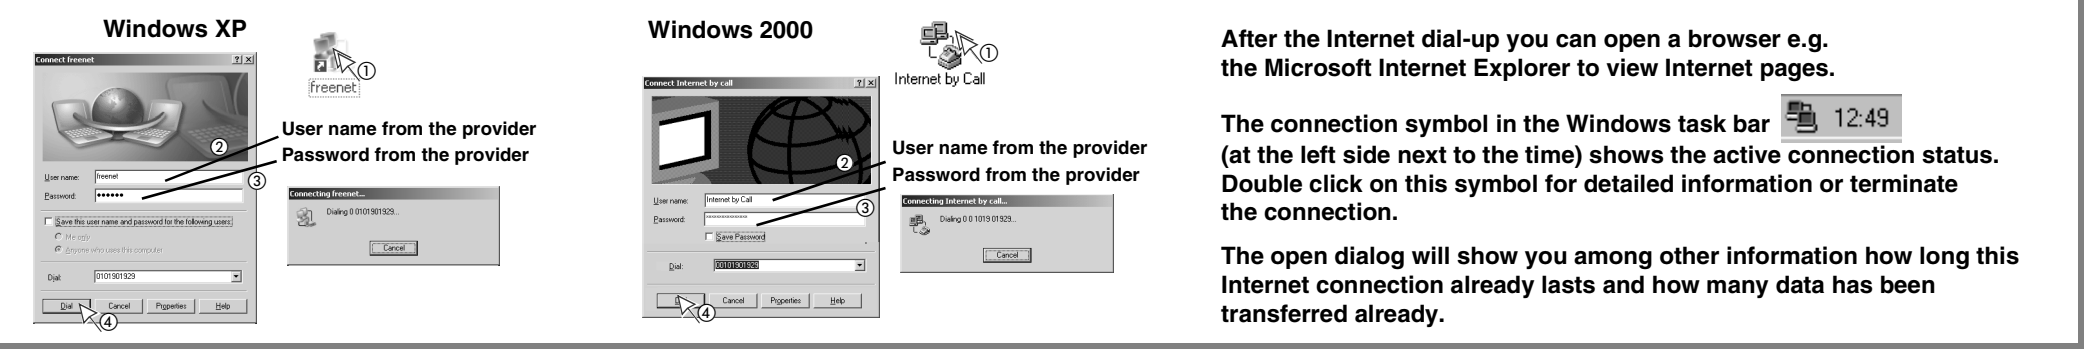 Windows XP
freenet
①
Connect freenet
User name from the provider
Password from the provider
②
③
User name:
freenet
Password:
••••••
Save this user name and password for the following users:
Me only
Anyone who uses this computer
Dial:
0101901929
Dial
Cancel
Properties
Help
④
Connecting freenet...
Dialing 0 0101901929...
Cancel
Windows 2000
①
Internet by Call
Connect Internet by call
User name from the provider
Password from the provider
②
③
User name:
Internet by Call
Password:
Save Password
Dial:
00101901929
Cancel
Properties
Help
④
Connecting Internet by call...
Dialing 0 0 1019 01929...
Cancel
After the Internet dial-up you can open a browser e.g.
the Microsoft Internet Explorer to view Internet pages.
The connection symbol in the Windows task bar 12:49
(at the left side next to the time) shows the active connection status.
Double click on this symbol for detailed information or terminate
the connection.
The open dialog will show you among other information how long this
Internet connection already lasts and how many data has been
transferred already.